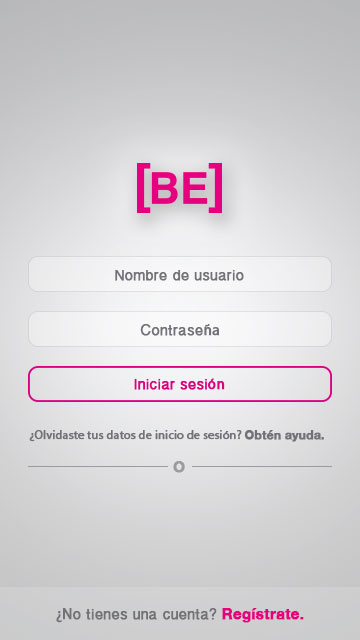 [BE]
Nombre de usuario
Contraseña
Iniciar sesión
¿Olvidaste tus datos de inicio de sesión? Obtén ayuda.
O
¿No tienes una cuenta? Regístrate.